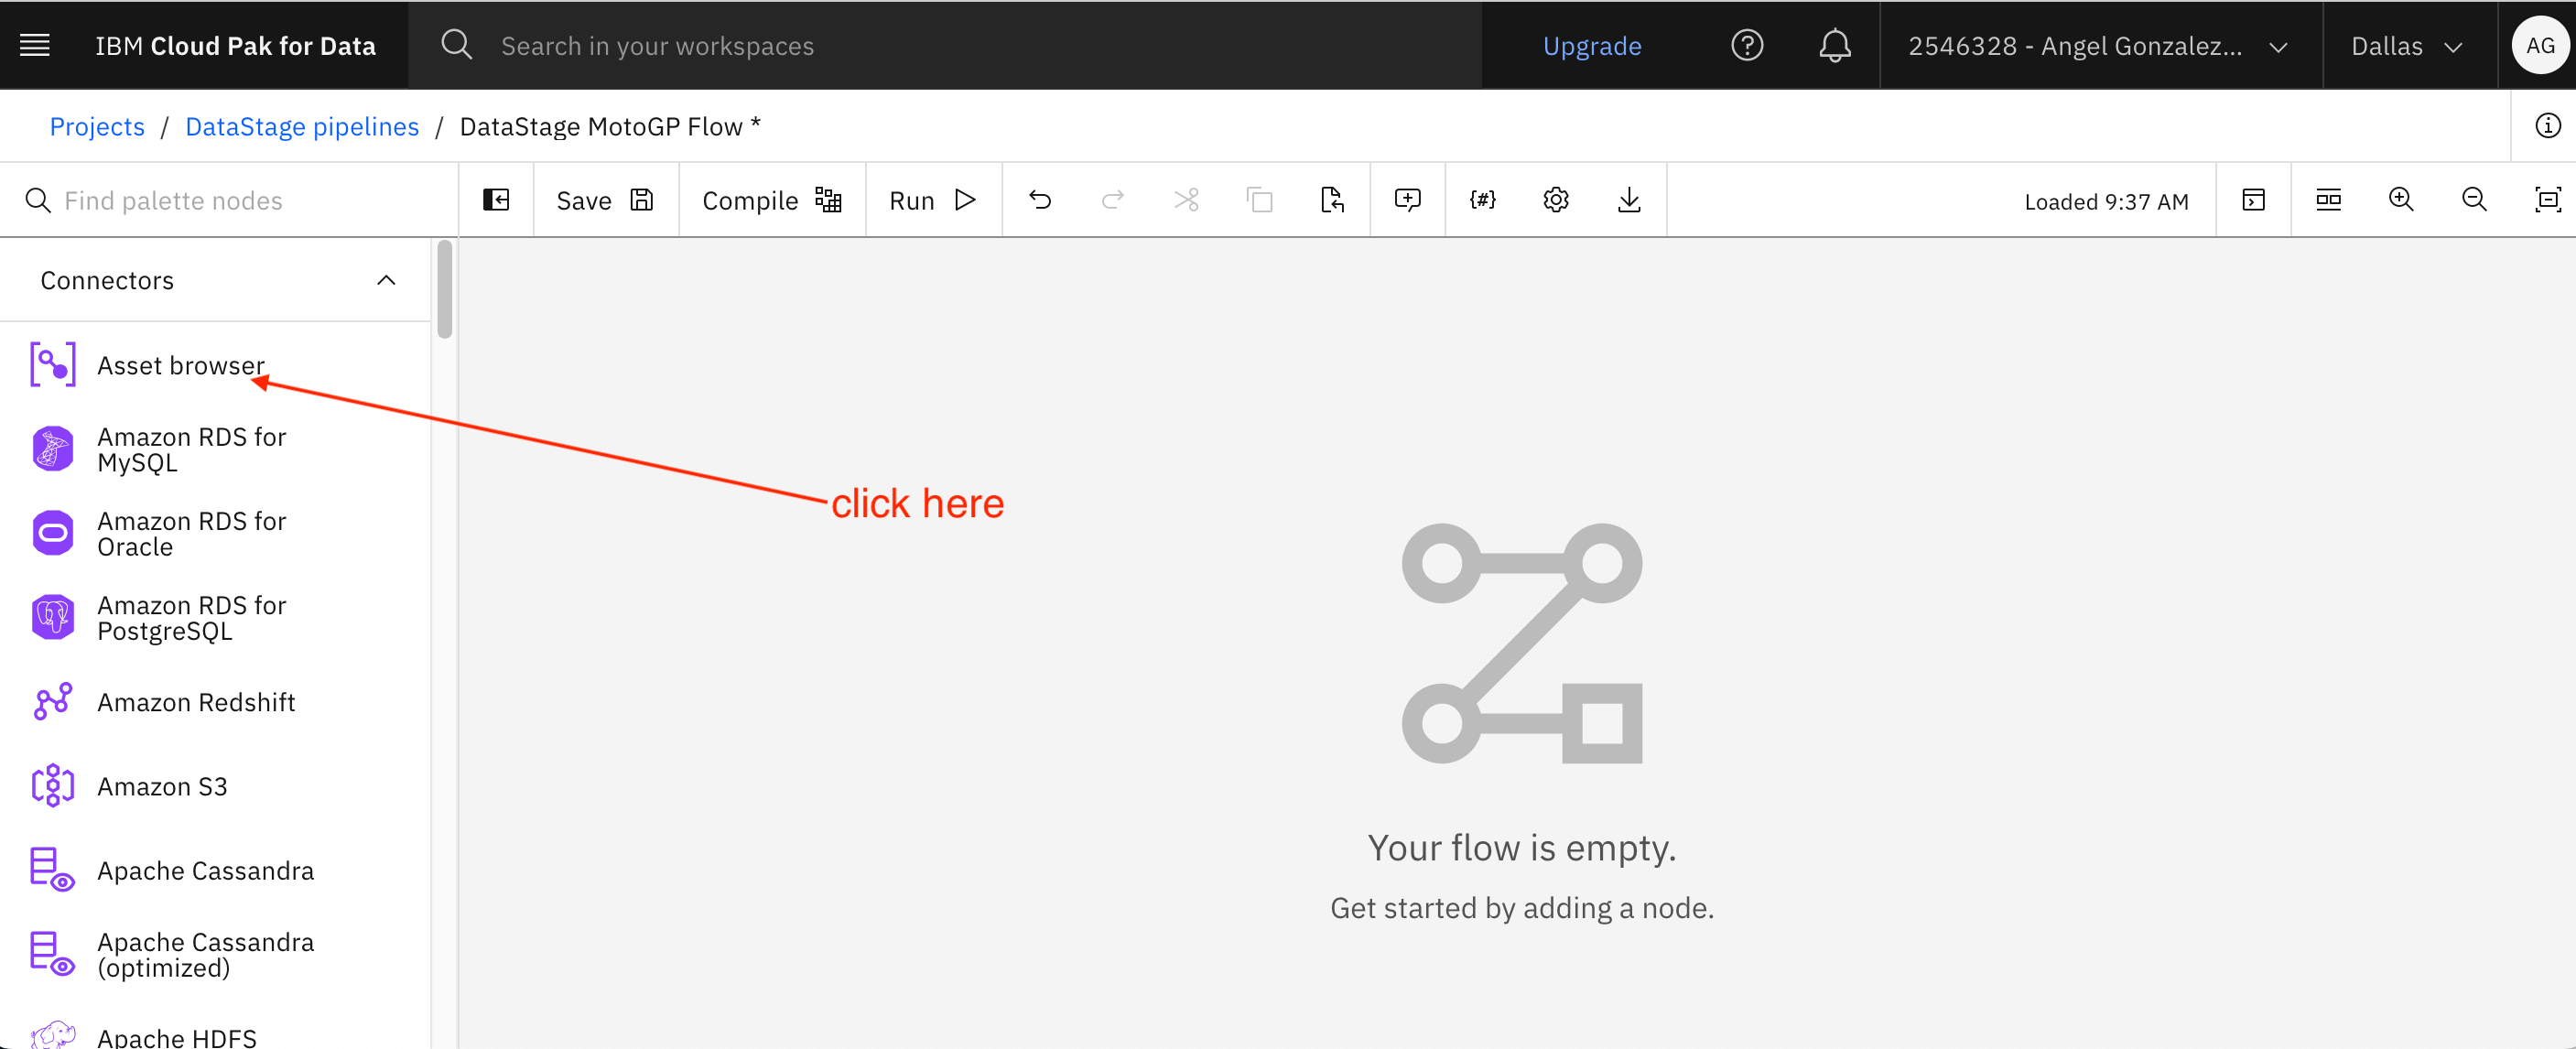 IBM Cloud Pak for Data
Search in your workspaces
Upgrade
2546328 - Angel Gonzalez...
Dallas
AG
Projects / DataStage pipelines / DataStage MotoGP Flow *
Find palette nodes
Save
Compile
Run
{#}
Loaded 9:37 AM
Connectors
Asset browser
Amazon RDS for
MySQL
Amazon RDS for
Oracle
Amazon RDS for
PostgreSQL
Amazon Redshift
Amazon S3
Apache Cassandra
Apache Cassandra
(optimized)
Apache HDFS
click here
Your flow is empty.
Get started by adding a node.